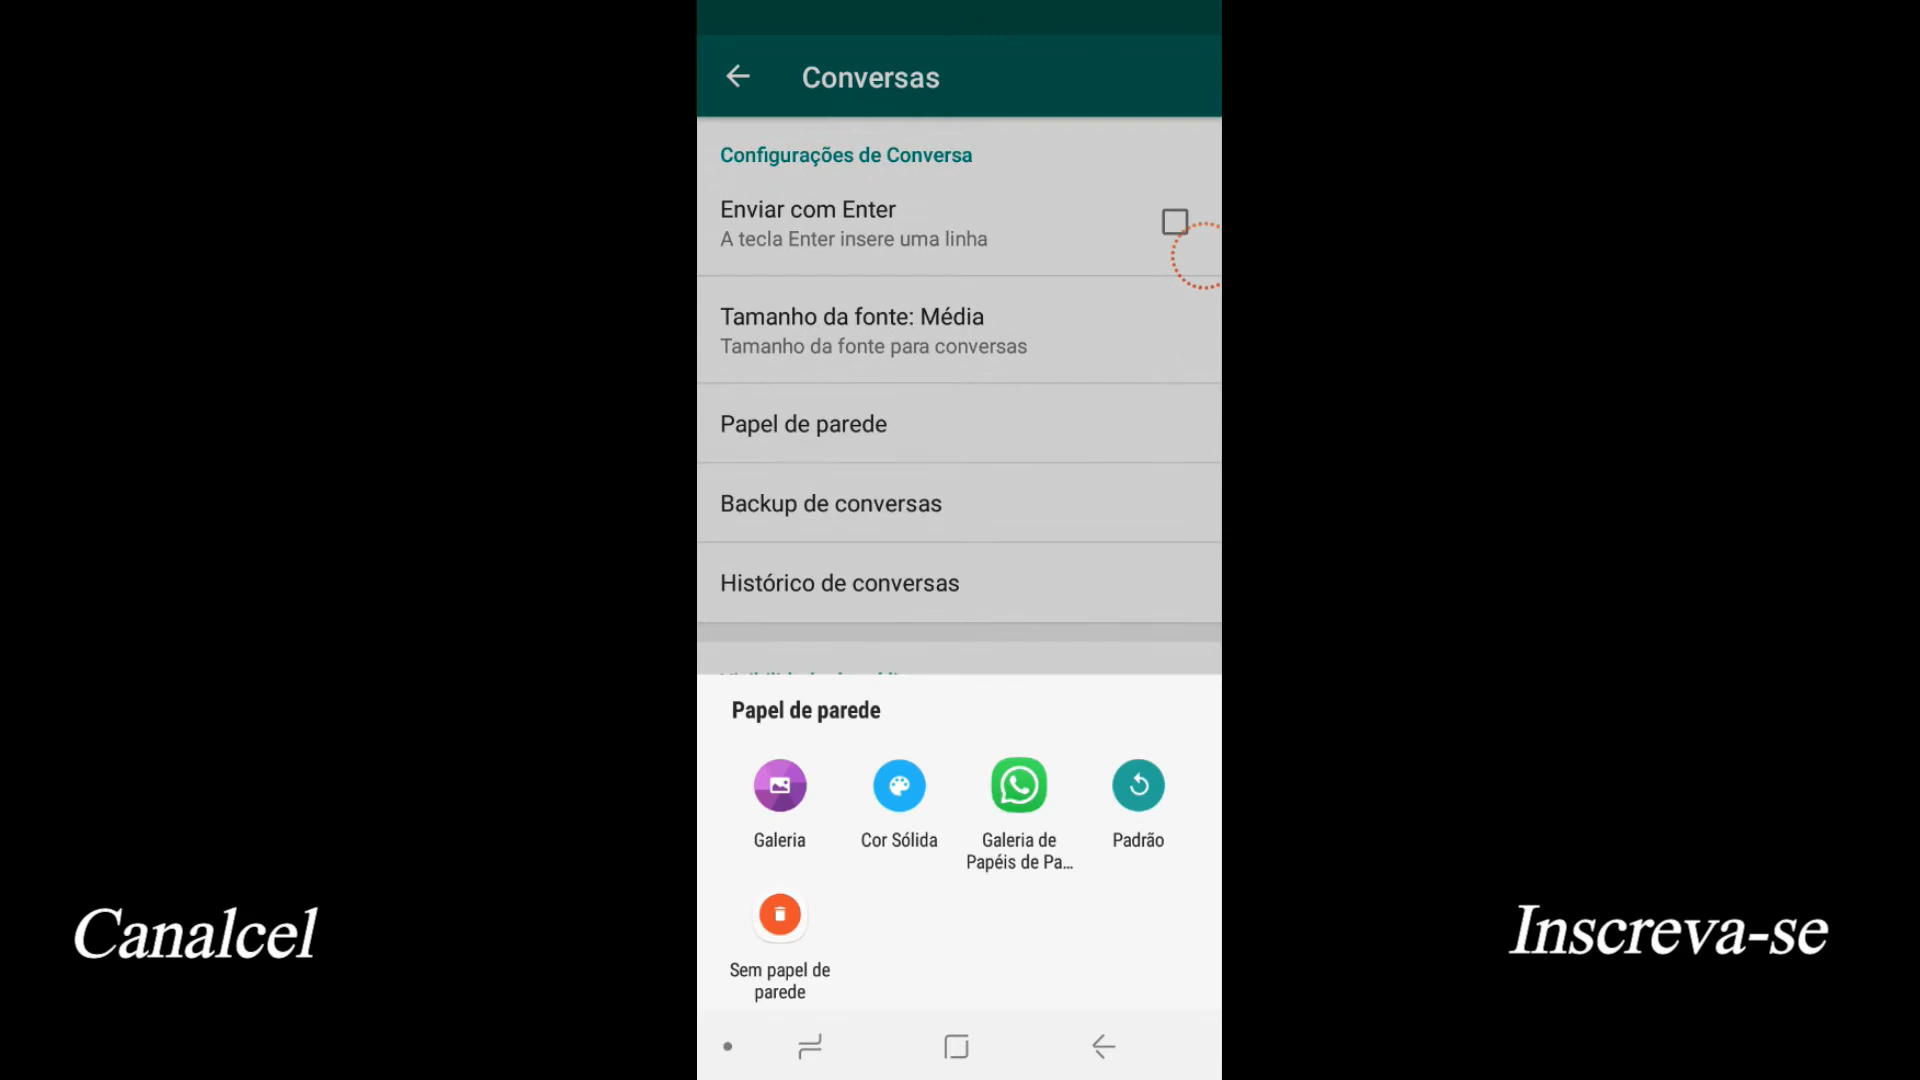 Conversas
Configurações de Conversa
Enviar com Enter
A tecla Enter insere uma linha
Tamanho da fonte: Média
Tamanho da fonte para conversas
Papel de parede
Backup de conversas
Histórico de conversas
Papel de parede
Galeria
Cor Sólida
Galeria de
Papéis de Pa...
Padrão
Sem papel de
parede
Canalcel
Inscreva-se